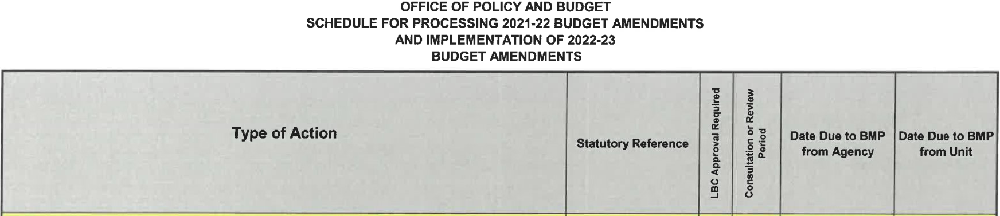 OFFICE OF POLICY AND BUDGET
SCHEDULE FOR PROCESSING 2021-22 BUDGET AMENDMENTS
AND IMPLEMENTATION OF 2022-23
BUDGET AMENDMENTS
Type of Action
Statutory Reference
LBC Approval Required
Consultation or Review
Period
Date Due to BMP
from Agency
Date Due to BMP
from Unit